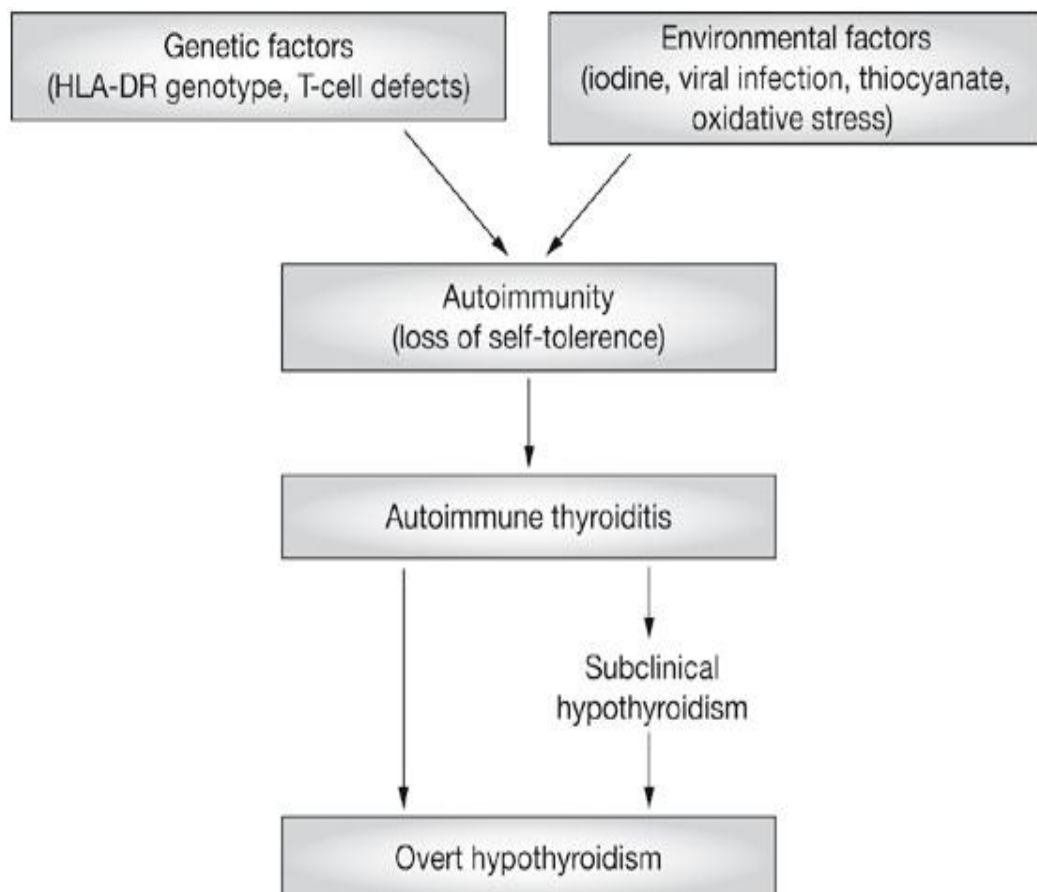 Genetic factors
(HLA-DR genotype, T-cell defects)
Environmental factors
(iodine, viral infection, thiocyanate,
oxidative stress)
Autoimmunity
(loss of self-tolerence)
Autoimmune thyroiditis
Subclinical
hypothyroidism
Overt hypothyroidism